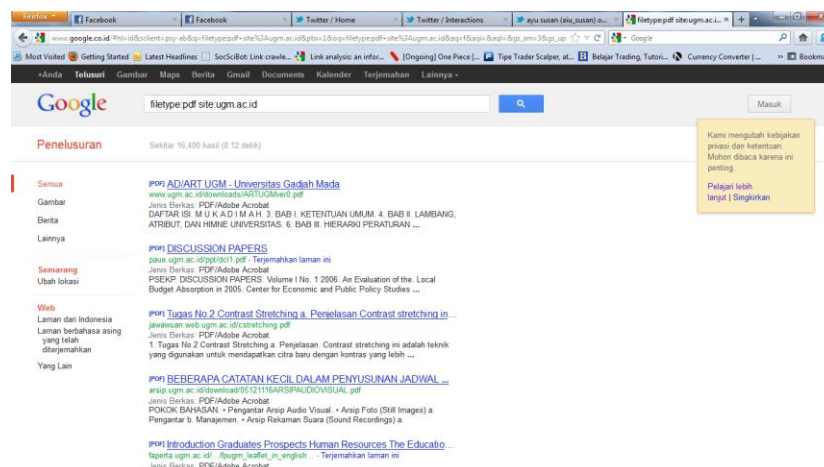 Firefox
Facebook
Facebook
Twitter / Home
Twitter / Interactions
ayu susan (aiu_susan) o...
filetype:pdf site:ugm.ac.i...
www.google.co.id/
Google
Most Visited
Getting Started
Latest Headlines
SocSciBot: Link crawle...
Link analysis: an infor...
[Ongoing] One Piece [...
Tipe Trader Scalper, at...
Belajar Trading, Tutori...
Currency Converter | ...
Bookma
+Anda Telusuri Gambar Maps Berita Gmail Documents Kalender Terjemahan Lainnya
Google
filetype:pdf site:ugm.ac.id
Masuk
Penelusuran
Sekitar 16,400 hasil (0.12 detik)
Kami mengubah kebijakan
privasi dan ketentuan.
Mohon dibaca karena ini
penting.
Pelajari lebih
lanjut | Singkirkan
Semua
Gambar
Berita
Lainnya
Semarang
Ubah lokasi
Web
Laman dari Indonesia
Laman berbahasa asing
yang telah
diterjemahkan
Yang Lain
[PDF] AD/ART UGM - Universitas Gadjah Mada
www.ugm.ac.id/downloads/ARTUGMver0.pdf
Jenis Berkas: PDF/Adobe Acrobat
DAFTAR ISI. M U K A D I M A H. 3. BAB I. KETENTUAN UMUM. 4. BAB II. LAMBANG,
ATRIBUT, DAN HIMNE UNIVERSITAS. 6. BAB III. HIERARKI PERATURAN ...
[PDF] DISCUSSION PAPERS
paue.ugm.ac.id/ppt/dcl1.pdf - Terjemahkan laman ini
Jenis Berkas: PDF/Adobe Acrobat
PSEKP. DISCUSSION PAPERS. Volume I No. 1 2006. An Evaluation of the. Local
Budget Absorption in 2005. Center for Economic and Public Policy Studies ...
[PDF] Tugas No.2 Contrast Stretching a. Penjelasan Contrast stretching in...
jawawuan.web.ugm.ac.id/cstretching.pdf
Jenis Berkas: PDF/Adobe Acrobat
1. Tugas No.2 Contrast Stretching a. Penjelasan. Contrast stretching ini adalah teknik
yang digunakan untuk mendapatkan citra baru dengan kontras yang lebih ...
[PDF] BEBERAPA CATATAN KECIL DALAM PENYUSUNAN JADWAL ...
arsip.ugm.ac.id/download/05121116ARSIPAUDIOVISUAL.pdf
Jenis Berkas: PDF/Adobe Acrobat
POKOK BAHASAN. • Pengantar Arsip Audio Visual. • Arsip Foto (Still Images) a.
Pengantar b. Manajemen. • Arsip Rekaman Suara (Sound Recordings) a.
[PDF] Introduction Graduates Prospects Human Resources The Educatio...
faperta.ugm.ac.id/.../fpugm_leaflet_in_english... - Terjemahkan laman ini
Jenis Berkas: PDF/Adobe Acrobat